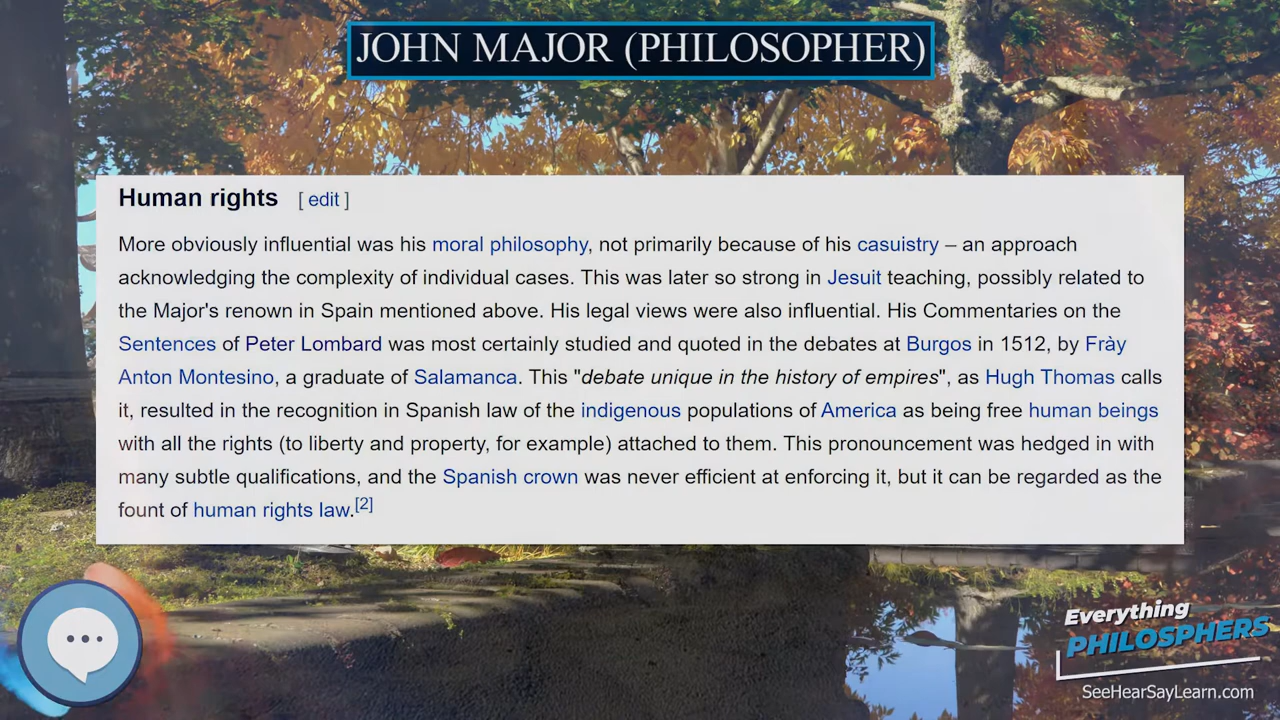 JOHN MAJOR (PHILOSOPHER)
Human rights [ edit ]
More obviously influential was his moral philosophy, not primarily because of his casuistry – an approach
acknowledging the complexity of individual cases. This was later so strong in Jesuit teaching, possibly related to
the Major's renown in Spain mentioned above. His legal views were also influential. His Commentaries on the
Sentences of Peter Lombard was most certainly studied and quoted in the debates at Burgos in 1512, by Frày
Anton Montesino, a graduate of Salamanca. This "debate unique in the history of empires", as Hugh Thomas calls
it, resulted in the recognition in Spanish law of the indigenous populations of America as being free human beings
with all the rights (to liberty and property, for example) attached to them. This pronouncement was hedged in with
many subtle qualifications, and the Spanish crown was never efficient at enforcing it, but it can be regarded as the
fount of human rights law.[2]
Everything
PHILOSPHERS
SeeHearSayLearn.com